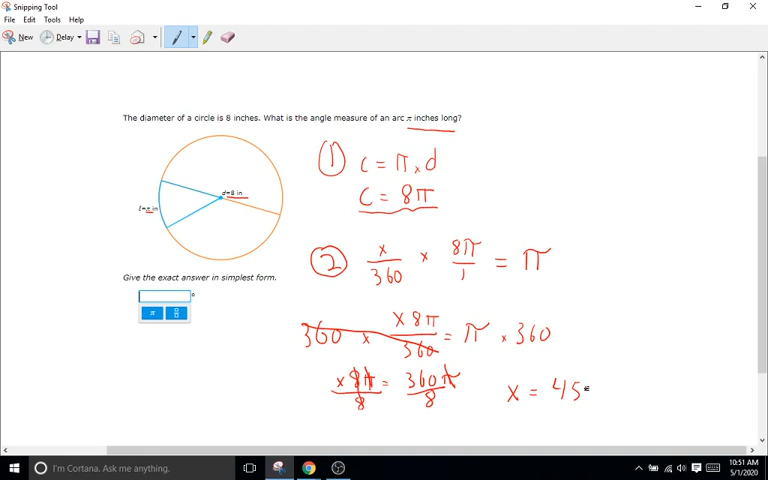 Snipping Tool
File Edit Tools Help
New Delay
The diameter of a circle is 8 inches. What is the angle measure of an arc π inches long?
① C = π × d
C = 8π
d=8 in
ℓ=π in
② x/360 × 8π/1 = π
Give the exact answer in simplest form.
°
π
360 × x8π/360 = π × 360
x8π/8 = 360π/8 x = 45
I'm Cortana. Ask me anything.
10:51 AM
5/1/2020